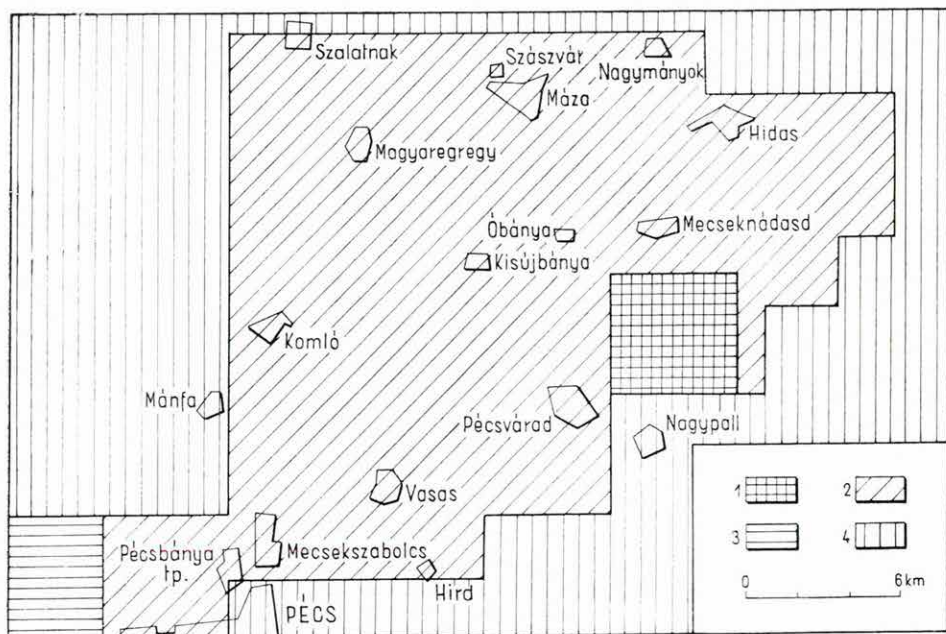 Szalatnak
Szászvár
Máza
Nagymányok
Hidas
Magyaregregy
Óbánya
Kisújbánya
Mecseknádasd
Komló
Mánfa
Pécsvárad
Nagypall
Vasas
Pécsbánya
tp.
Mecsekszabolcs
Hird
PÉCS
1
2
3
4
0
6km